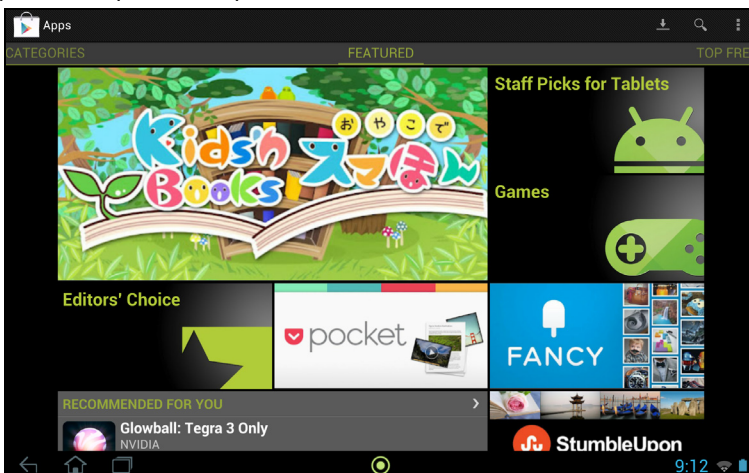 Apps
CATEGORIES
FEATURED
TOP FRE
Kids'n
Books
おやこで
スマほん
Staff Picks for Tablets
Games
Editors' Choice
pocket
FANCY
RECOMMENDED FOR YOU
Glowball: Tegra 3 Only
NVIDIA
StumbleUpon
9:12